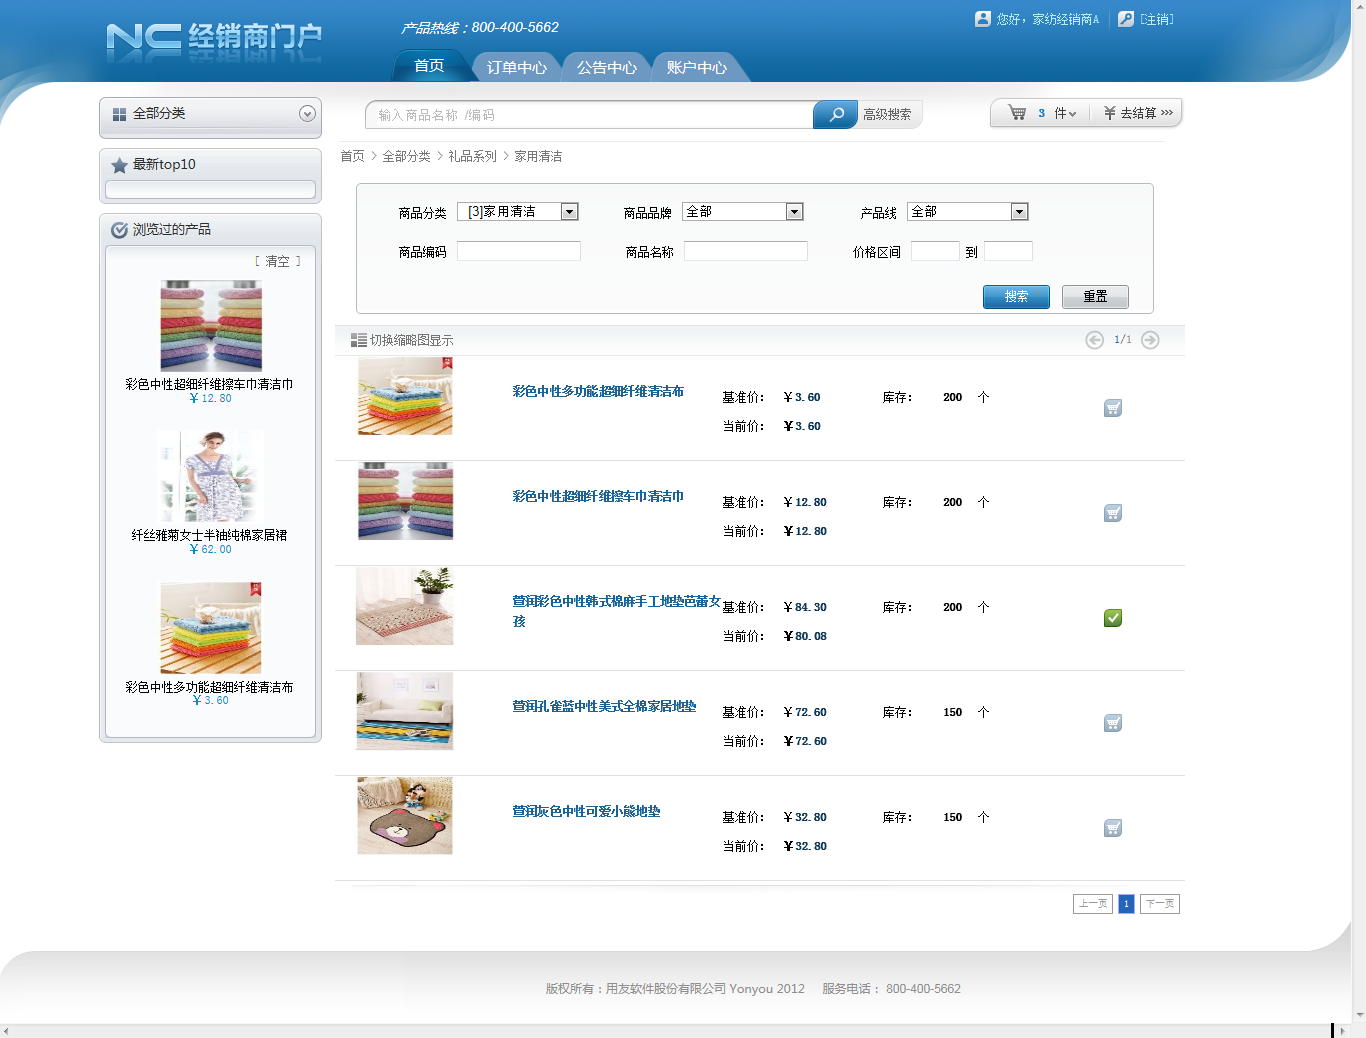 NC 经销商门户
产品热线：800-400-5662
您好，家纺经销商A [注销]
首页 订单中心 公告中心 账户中心
全部分类
输入商品名称 /编码
高级搜索
3 件 ¥ 去结算 >>>
最新top10
首页 > 全部分类 > 礼品系列 > 家用清洁
浏览过的产品
[ 清空 ]
彩色中性超细纤维擦车巾清洁巾
¥ 12.80
纤丝雅菊女士半袖纯棉家居裙
¥ 62.00
彩色中性多功能超细纤维清洁布
¥ 3.60
商品分类 [3]家用清洁 商品品牌 全部 产品线 全部
商品编码 商品名称 价格区间 到
搜索 重置
切换缩略图显示 1/1
彩色中性多功能超细纤维清洁布 基准价： ¥ 3.60 库存： 200 个
当前价： ¥ 3.60
彩色中性超细纤维擦车巾清洁巾 基准价： ¥ 12.80 库存： 200 个
当前价： ¥ 12.80
萱润彩色中性韩式棉麻手工地垫芭蕾女孩 基准价： ¥ 84.30 库存： 200 个
当前价： ¥ 80.08
萱润孔雀蓝中性美式全棉家居地垫 基准价： ¥ 72.60 库存： 150 个
当前价： ¥ 72.60
萱润灰色中性可爱小熊地垫 基准价： ¥ 32.80 库存： 150 个
当前价： ¥ 32.80
上一页 1 下一页
版权所有：用友软件股份有限公司 Yonyou 2012 服务电话： 800-400-5662